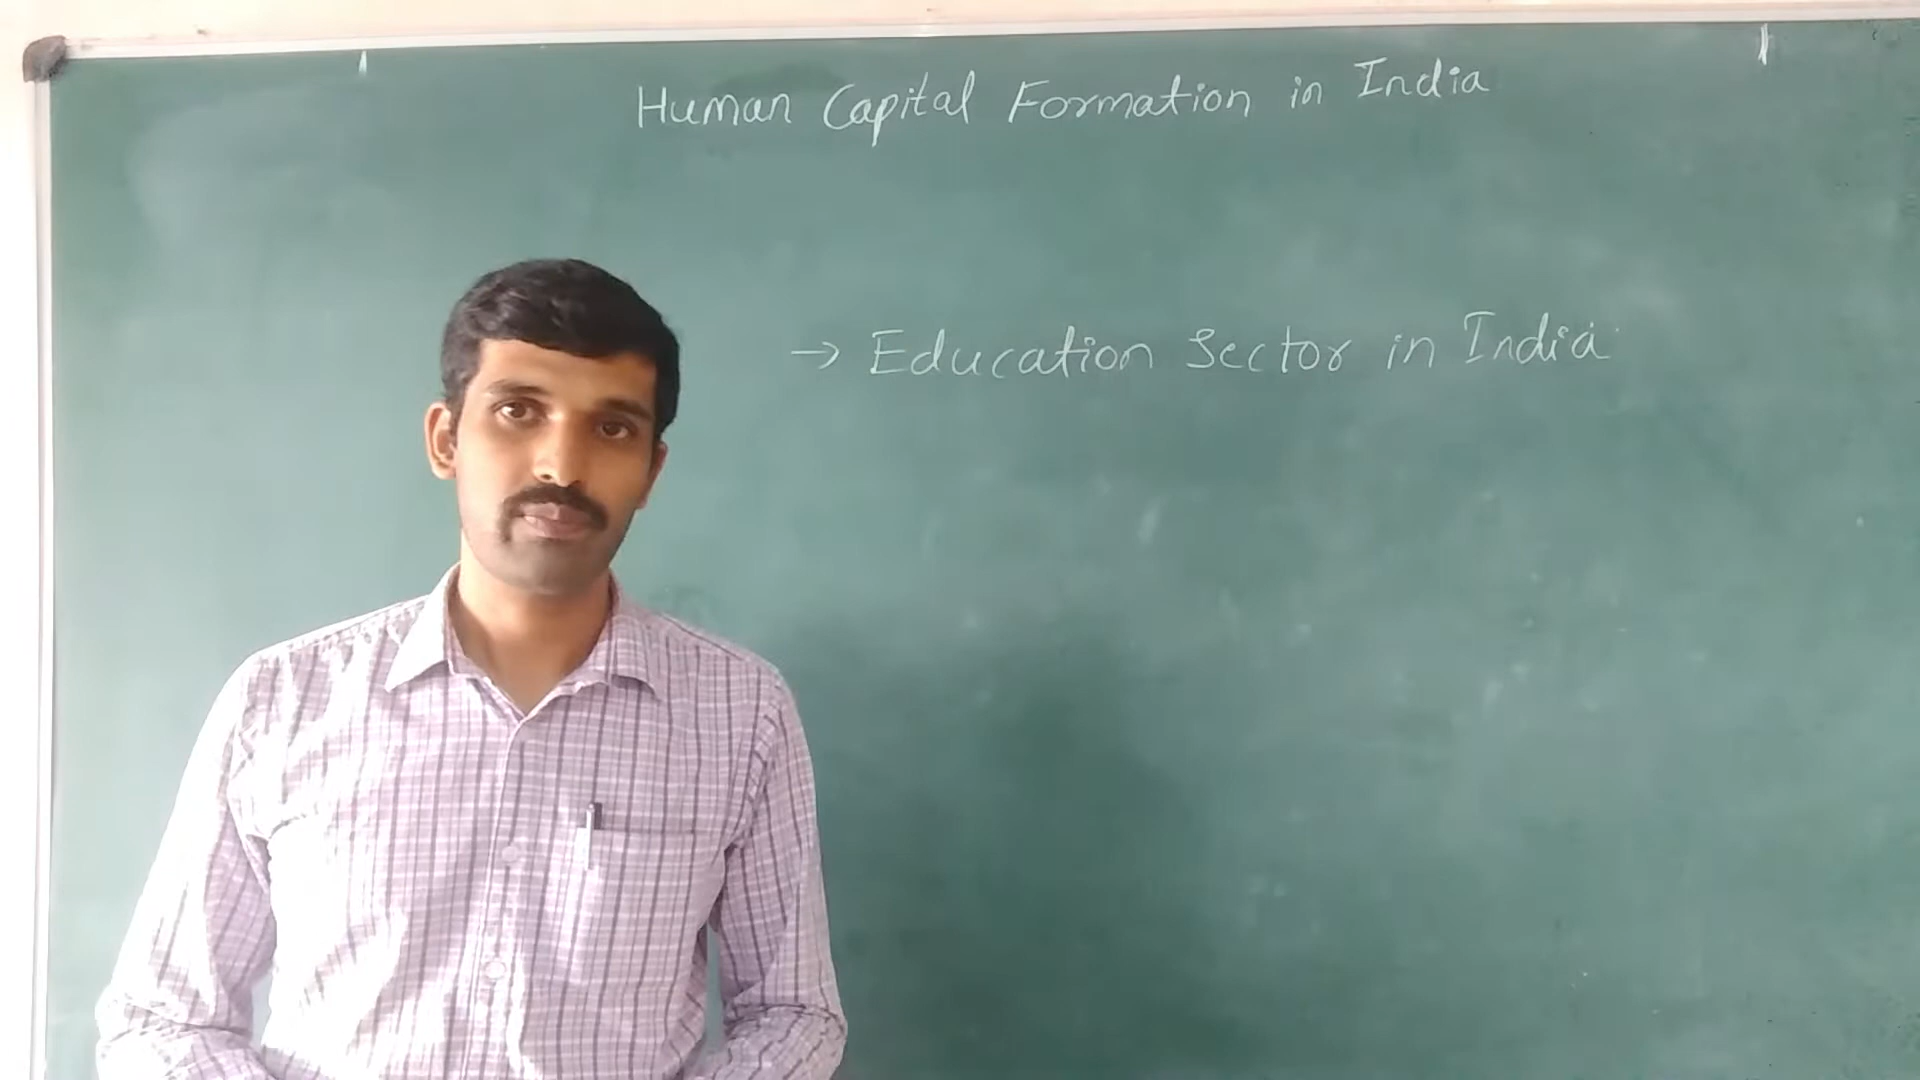 Human Capital Formation in India
→ Education Sector in India